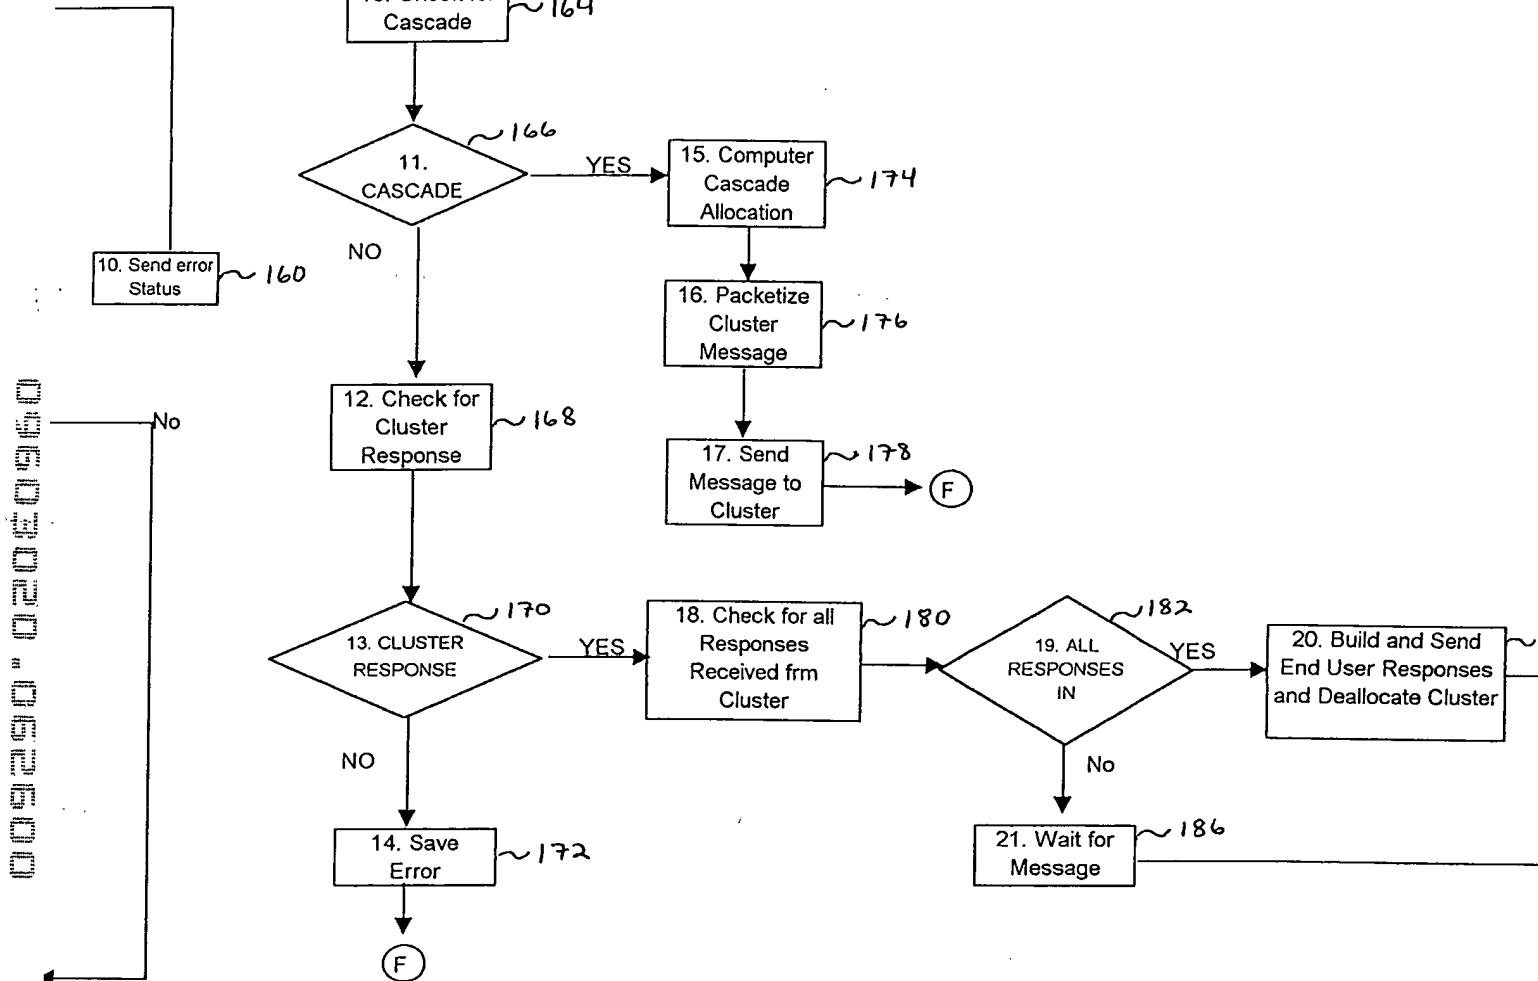 Cascade
164
166
11.
CASCADE
YES
15. Computer
Cascade
Allocation
174
NO
10. Send error
Status
160
16. Packetize
Cluster
Message
176
No
12. Check for
Cluster
Response
168
17. Send
Message to
Cluster
178
F
13. CLUSTER
RESPONSE
170
YES
18. Check for all
Responses
Received frm
Cluster
180
19. ALL
RESPONSES
IN
182
YES
20. Build and Send
End User Responses
and Deallocate Cluster
NO
No
14. Save
Error
172
21. Wait for
Message
186
F
09603020.062600